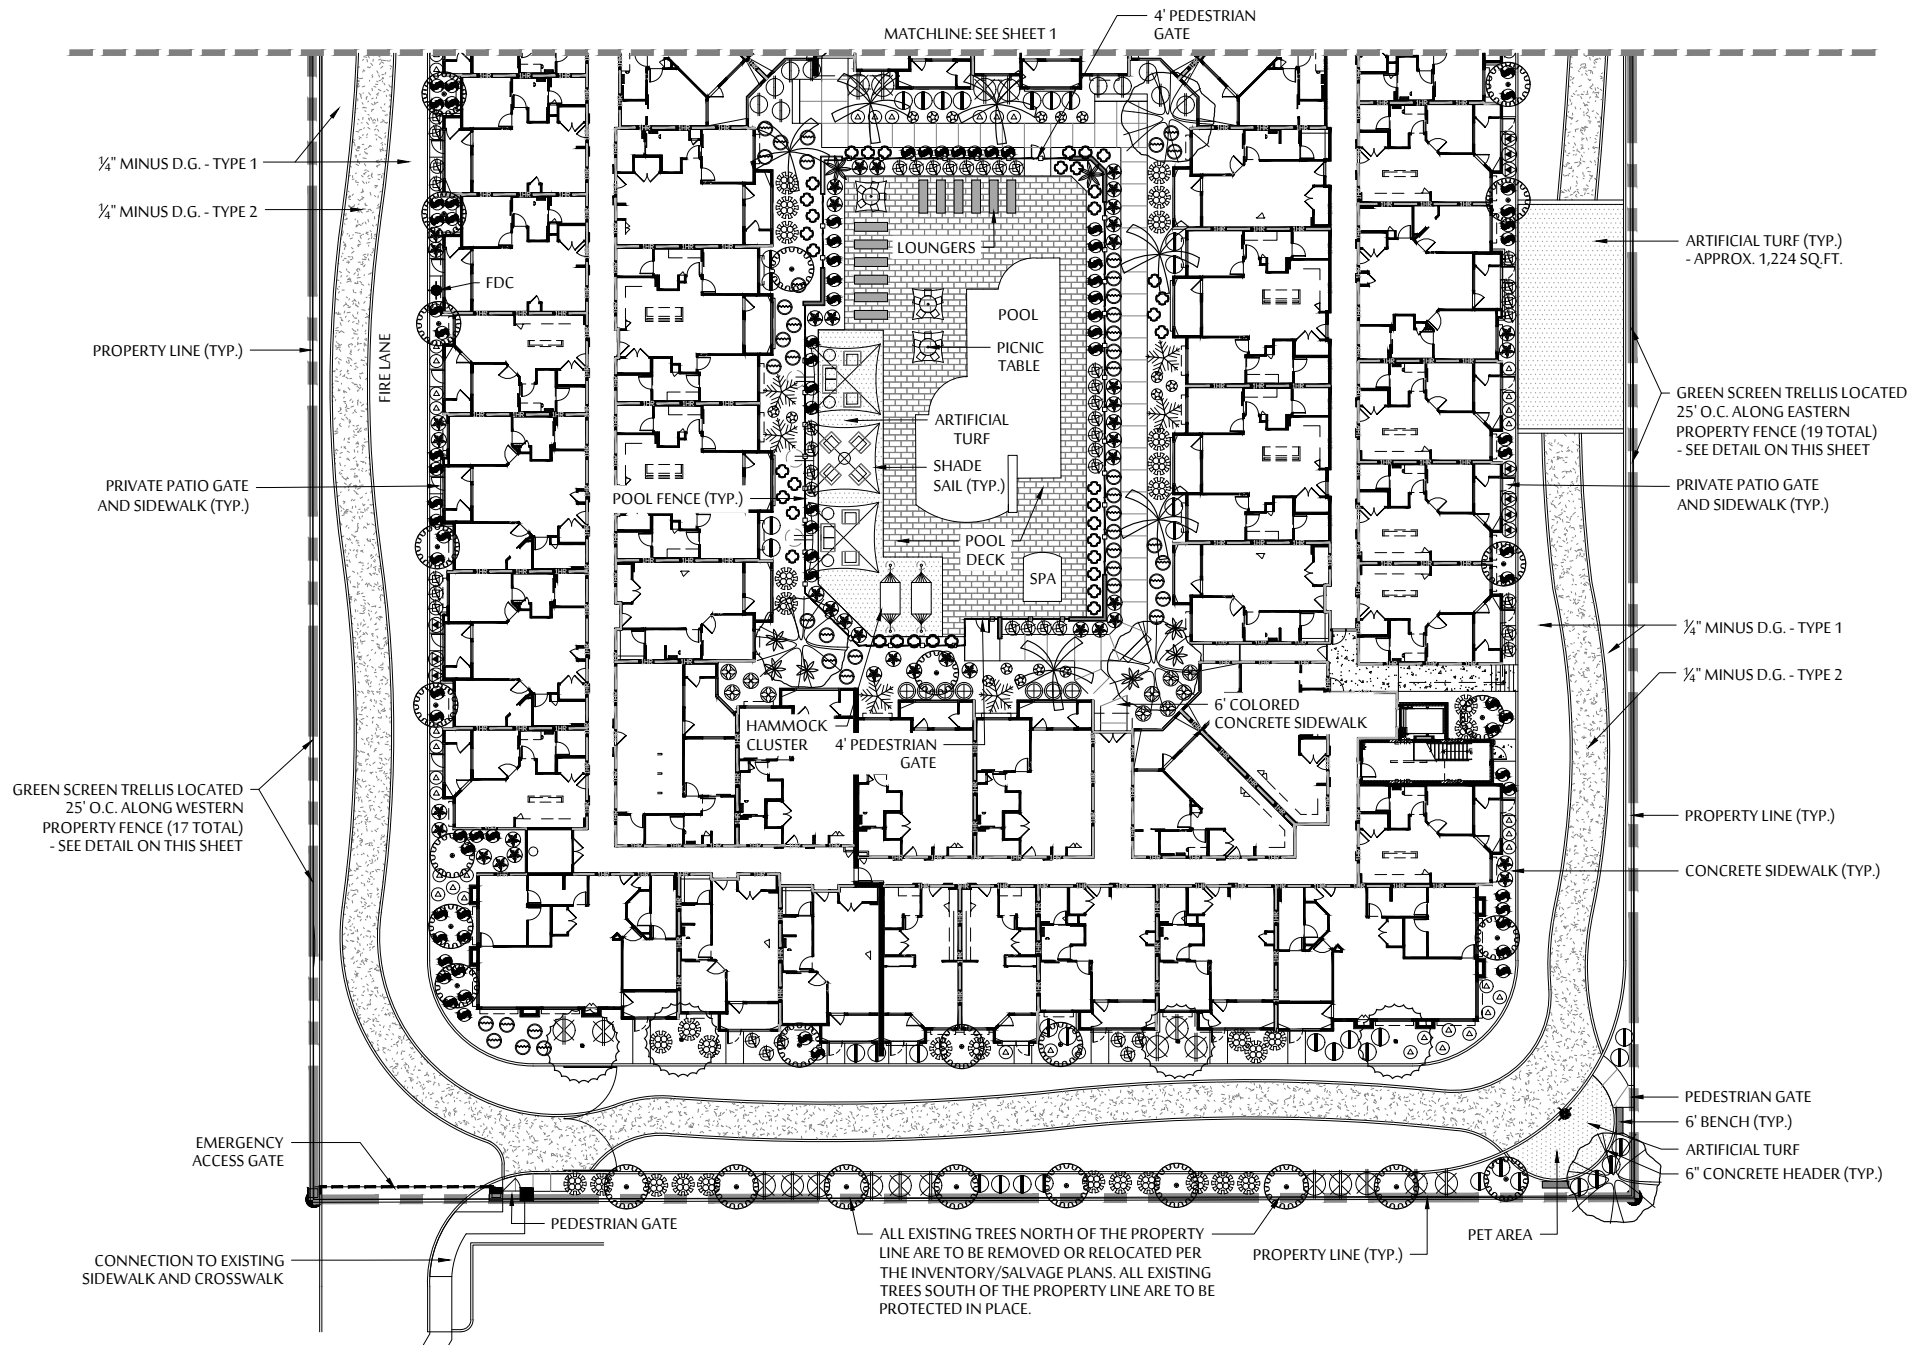 MATCHLINE: SEE SHEET 1
4' PEDESTRIAN
GATE
¼" MINUS D.G. - TYPE 1
¼" MINUS D.G. - TYPE 2
FDC
PROPERTY LINE (TYP.)
FIRE LANE
PRIVATE PATIO GATE
AND SIDEWALK (TYP.)
GREEN SCREEN TRELLIS LOCATED
25' O.C. ALONG WESTERN
PROPERTY FENCE (17 TOTAL)
- SEE DETAIL ON THIS SHEET
EMERGENCY
ACCESS GATE
CONNECTION TO EXISTING
SIDEWALK AND CROSSWALK
LOUNGERS
POOL
PICNIC
TABLE
ARTIFICIAL
TURF
SHADE
SAIL (TYP.)
POOL FENCE (TYP.)
POOL
DECK
SPA
HAMMOCK
CLUSTER
4' PEDESTRIAN
GATE
6' COLORED
CONCRETE SIDEWALK
ARTIFICIAL TURF (TYP.)
- APPROX. 1,224 SQ.FT.
GREEN SCREEN TRELLIS LOCATED
25' O.C. ALONG EASTERN
PROPERTY FENCE (19 TOTAL)
- SEE DETAIL ON THIS SHEET
PRIVATE PATIO GATE
AND SIDEWALK (TYP.)
¼" MINUS D.G. - TYPE 1
¼" MINUS D.G. - TYPE 2
PROPERTY LINE (TYP.)
CONCRETE SIDEWALK (TYP.)
PEDESTRIAN GATE
6' BENCH (TYP.)
ARTIFICIAL TURF
6" CONCRETE HEADER (TYP.)
PEDESTRIAN GATE
ALL EXISTING TREES NORTH OF THE PROPERTY
LINE ARE TO BE REMOVED OR RELOCATED PER
THE INVENTORY/SALVAGE PLANS. ALL EXISTING
TREES SOUTH OF THE PROPERTY LINE ARE TO BE
PROTECTED IN PLACE.
PROPERTY LINE (TYP.)
PET AREA